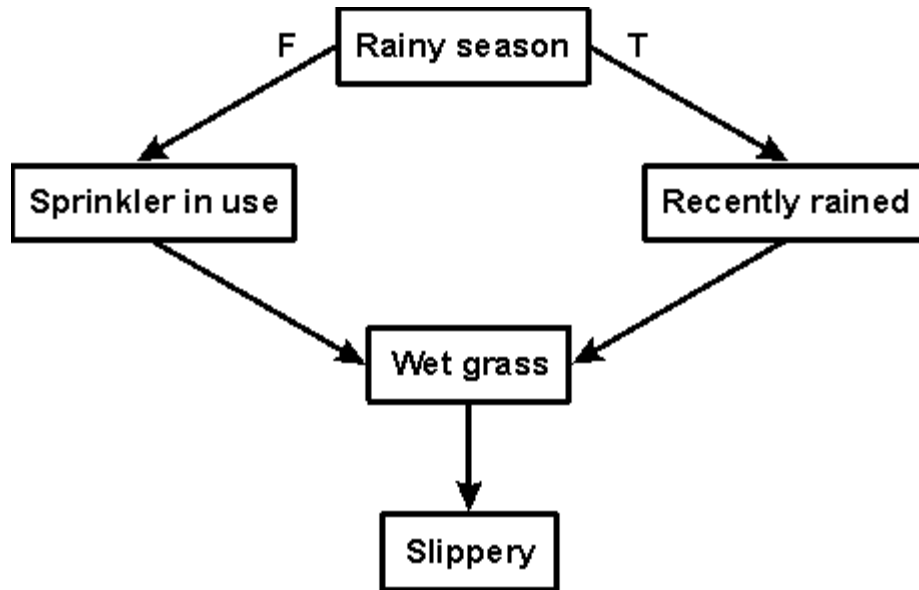 F
Rainy season
T
Sprinkler in use
Recently rained
Wet grass
Slippery